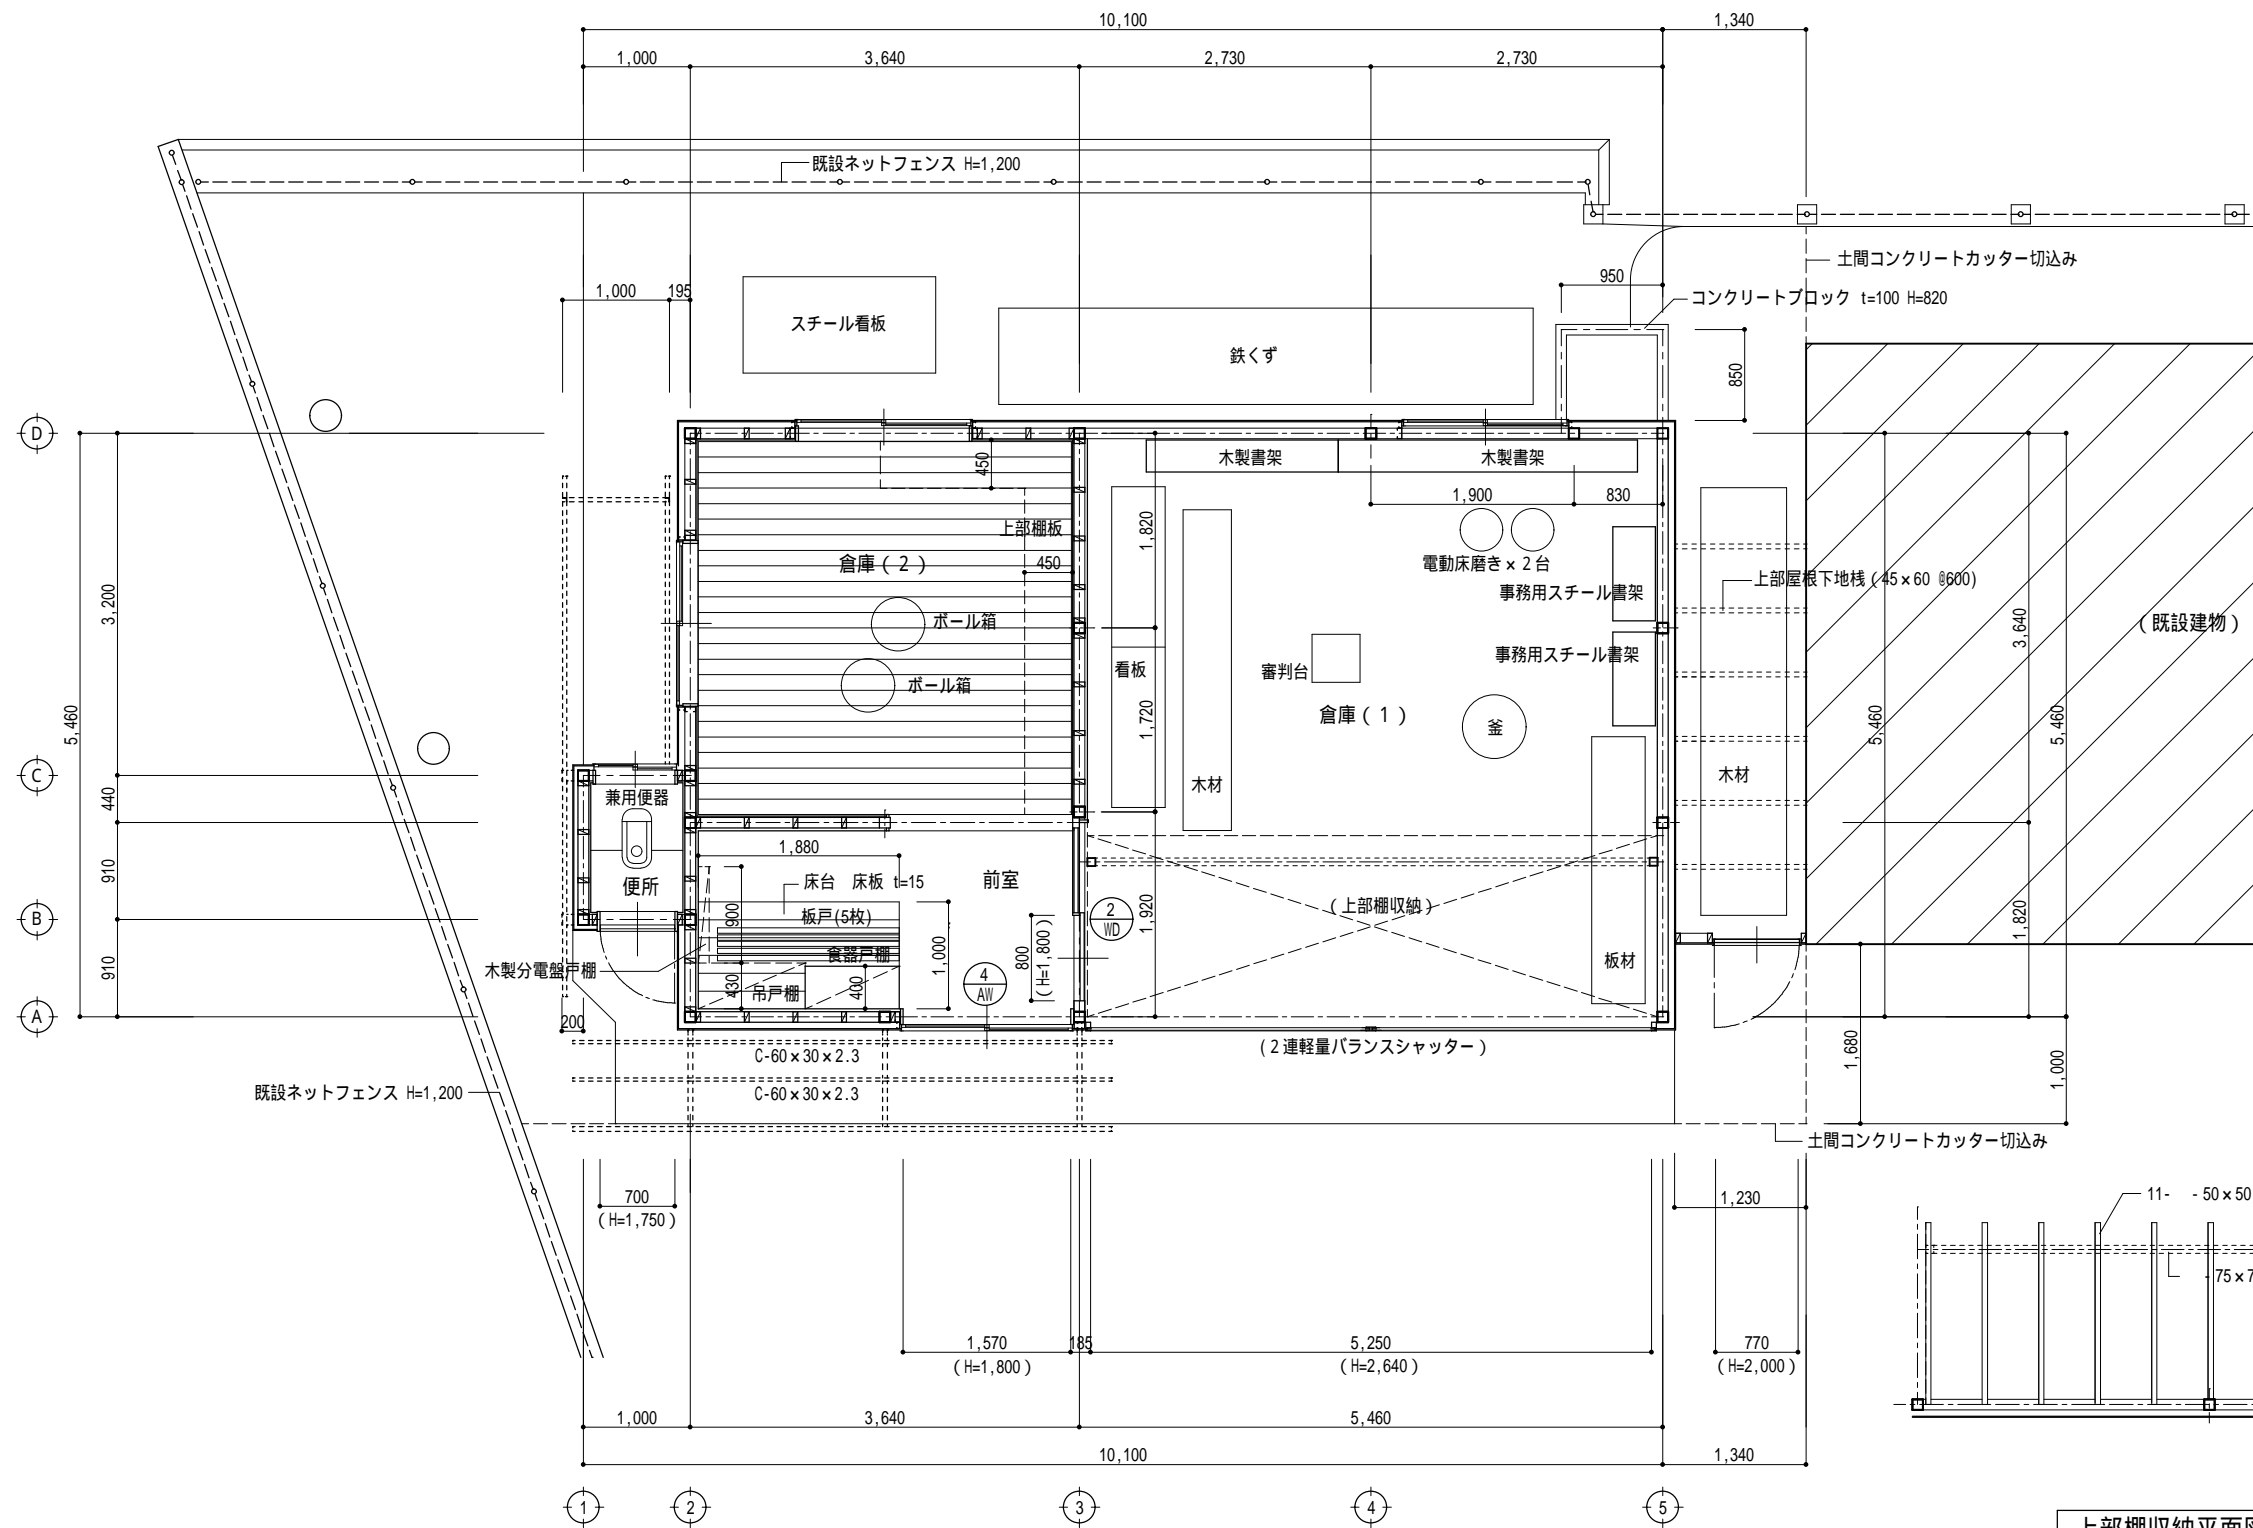 10,100
1,340
1,000
3,640
2,730
2,730
既設ネットフェンス H=1,200
土間コンクリートカッター切込み
950
コンクリートブロック t=100 H=820
1,000
195
スチール看板
鉄くず
850
D
木製書架
木製書架
450
1,900
830
上部棚板
1,820
倉庫(2)
450
電動床磨き×2台
事務用スチール書架
上部屋根下地桟(45×60 @600)
3,200
ボール箱
3,640
(既設建物)
看板
審判台
事務用スチール書架
ボール箱
5,460
1,720
倉庫(1)
釜
5,460
5,460
C
木材
木材
440
兼用便器
1,880
910
便所
床台 床板 t=15
前室
900
板戸(5枚)
(上部棚収納)
B
2
WD
1,920
1,820
食器戸棚
1,000
800
(H=1,800)
木製分電盤戸棚
板材
910
4
AW
430
吊戸棚
400
A
200
C-60×30×2.3
(2連軽量バランスシャッター)
1,680
1,000
既設ネットフェンス H=1,200
C-60×30×2.3
土間コンクリートカッター切込み
700
(H=1,750)
1,230
11- -50×50
-75×7
1,570
(H=1,800)
185
5,250
(H=2,640)
770
(H=2,000)
1,000
3,640
5,460
10,100
1,340
1
2
3
4
5
上部棚収納平面図